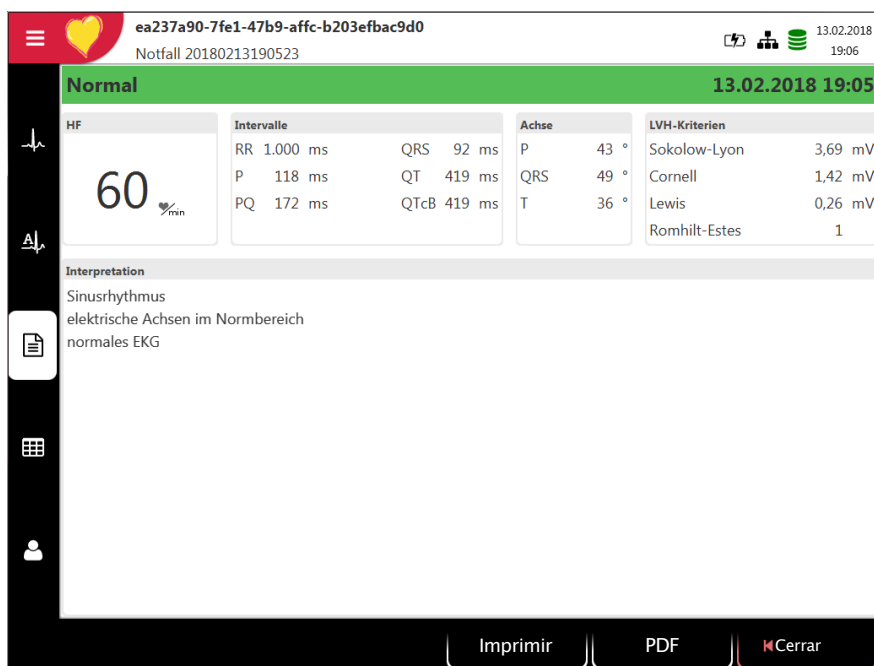 ea237a90-7fe1-47b9-affc-b203efbac9d0
Notfall 20180213190523
13.02.2018
19:06
Normal 13.02.2018 19:05
HF
60 /min
Intervalle
RR 1.000 ms QRS 92 ms
P 118 ms QT 419 ms
PQ 172 ms QTcB 419 ms
Achse
P 43 °
QRS 49 °
T 36 °
LVH-Kriterien
Sokolow-Lyon 3,69 mV
Cornell 1,42 mV
Lewis 0,26 mV
Romhilt-Estes 1
A
Interpretation
Sinusrhythmus
elektrische Achsen im Normbereich
normales EKG
Imprimir PDF Cerrar